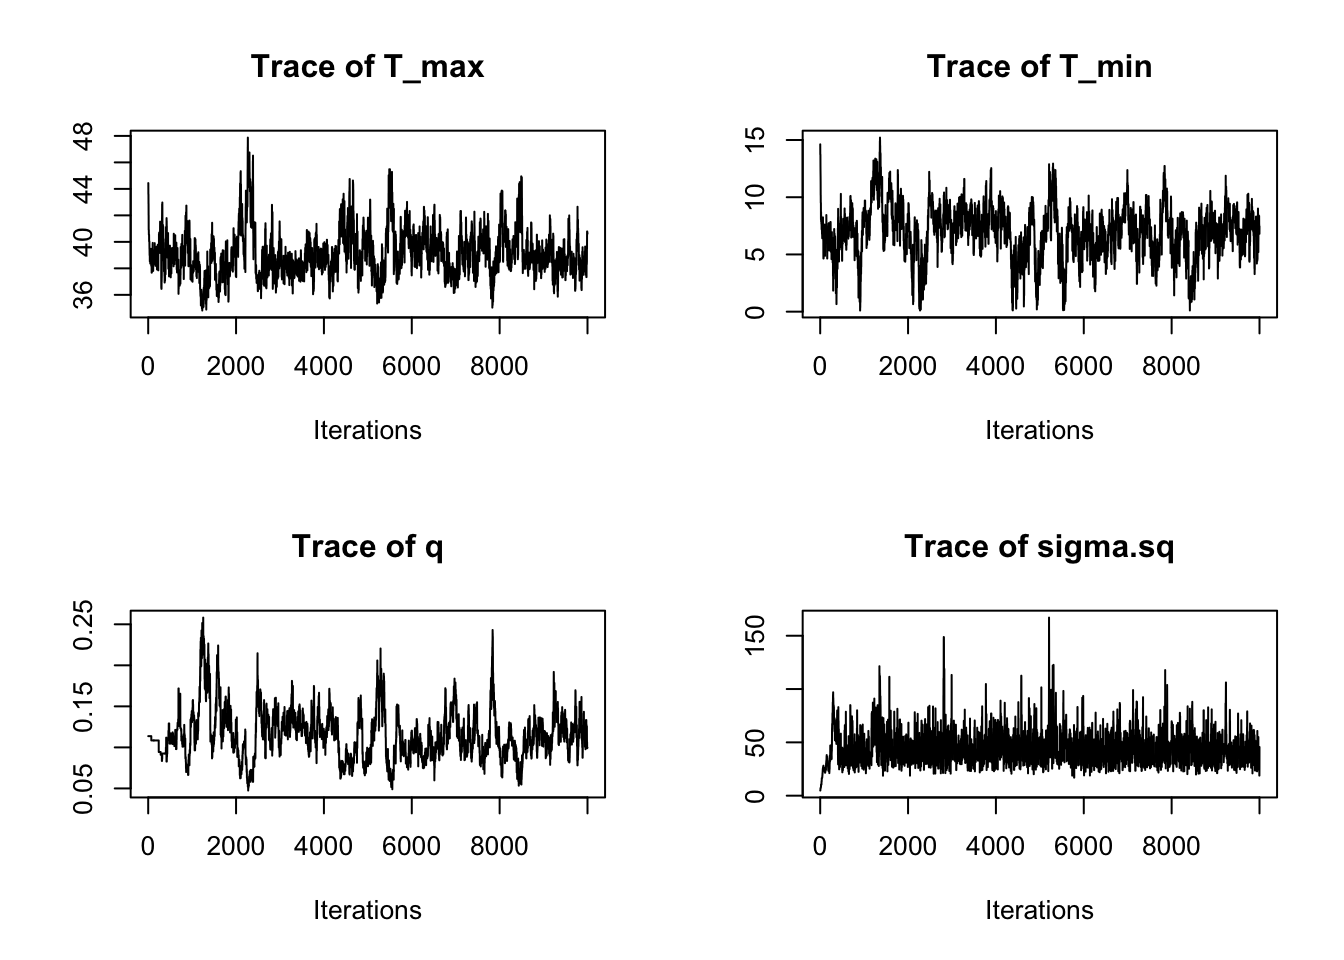 Trace of T_max
48
44
40
36
0 2000 4000 6000 8000
Iterations
Trace of T_min
15
10
5
0
0 2000 4000 6000 8000
Iterations
Trace of q
0.25
0.15
0.05
0 2000 4000 6000 8000
Iterations
Trace of sigma.sq
150
50
0
0 2000 4000 6000 8000
Iterations